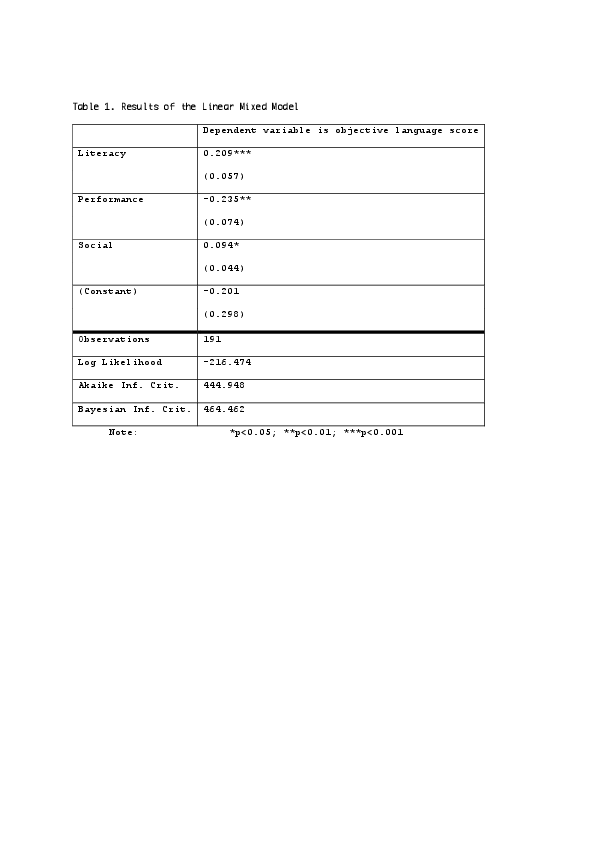 Table 1. Results of the Linear Mixed Model
Dependent variable is objective language score
Literacy 0.209***
(0.057)
Performance -0.235**
(0.074)
Social 0.094*
(0.044)
(Constant) -0.201
(0.298)
Observations 191
Log Likelihood -216.474
Akaike Inf. Crit. 444.948
Bayesian Inf. Crit. 464.462
Note: *p<0.05; **p<0.01; ***p<0.001